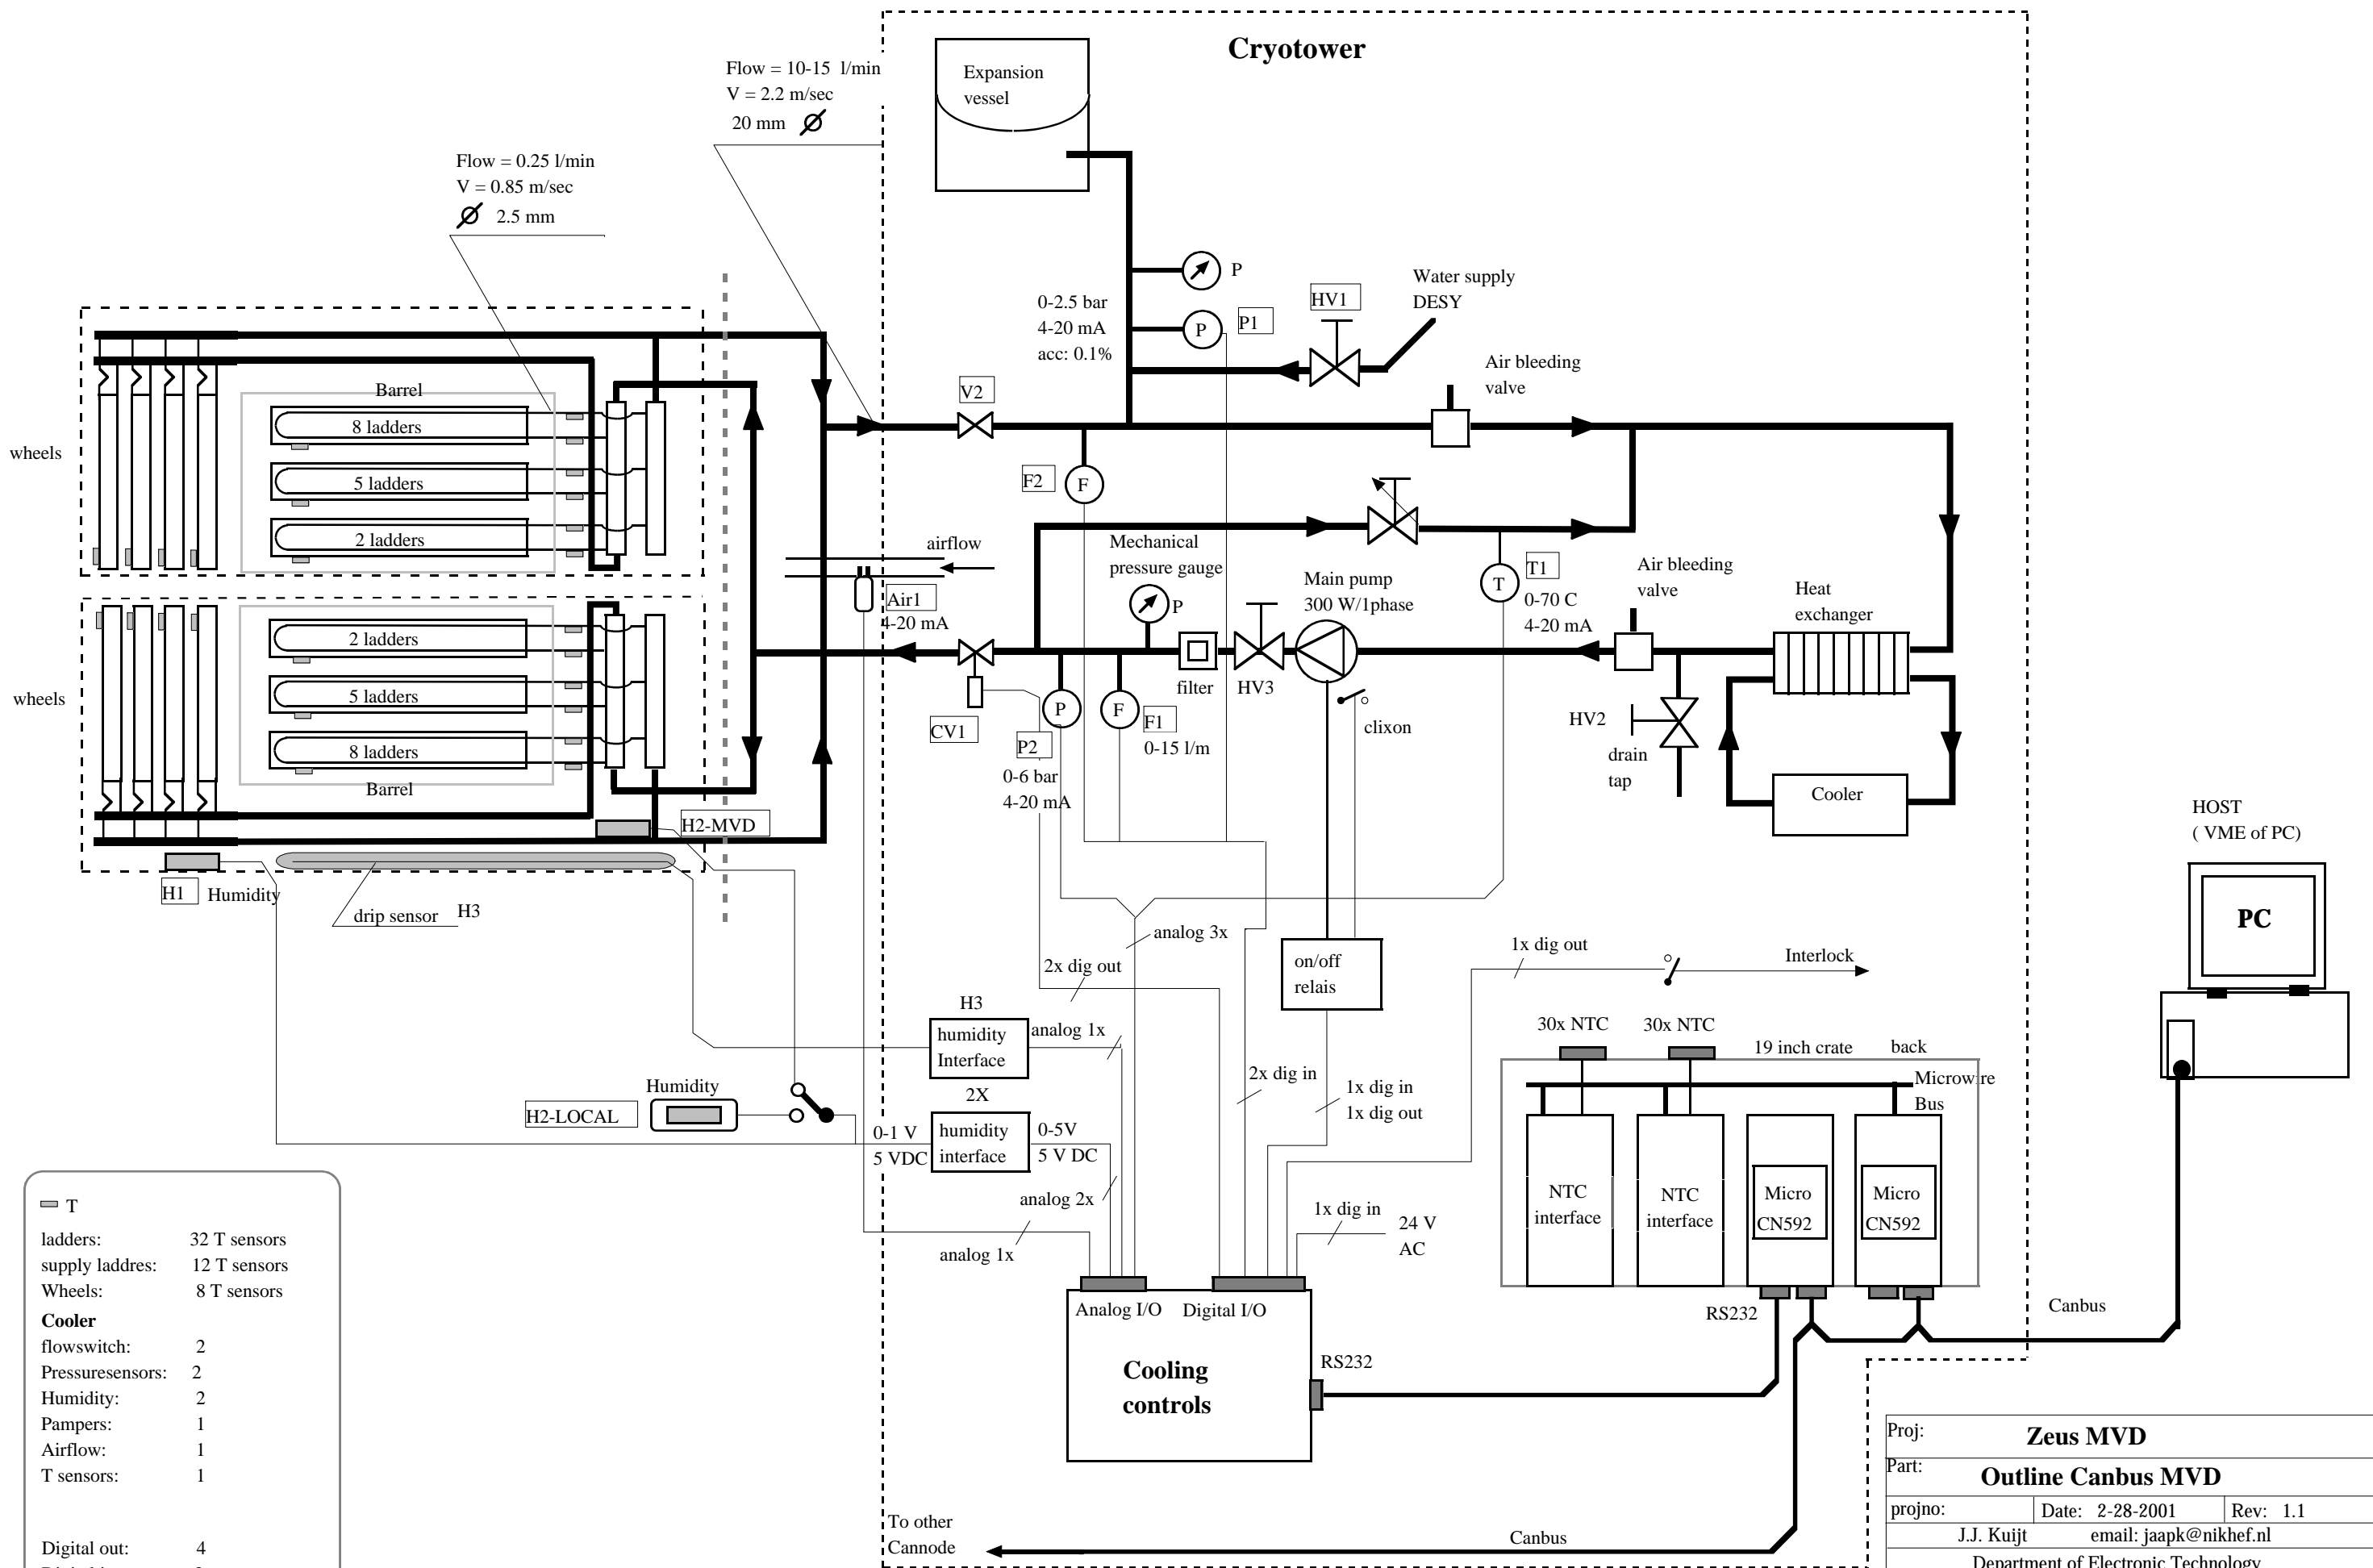 Cryotower
Expansion
vessel
Flow = 10-15 l/min
V = 2.2 m/sec
20 mm
Flow = 0.25 l/min
V = 0.85 m/sec
2.5 mm
P
0-2.5 bar
4-20 mA
acc: 0.1%
P
P1
HV1
Water supply
DESY
Air bleeding
valve
V2
Barrel
8 ladders
5 ladders
2 ladders
wheels
F2
F
airflow
Air1
4-20 mA
Mechanical
pressure gauge
P
Main pump
300 W/1phase
T
T1
0-70 C
4-20 mA
Air bleeding
valve
Heat
exchanger
wheels
2 ladders
5 ladders
8 ladders
Barrel
CV1
P
P2
0-6 bar
4-20 mA
F
F1
0-15 l/m
filter
HV3
clixon
HV2
drain
tap
Cooler
H2-MVD
H1
Humidity
drip sensor
H3
HOST
( VME of PC)
PC
analog 3x
2x dig out
on/off
relais
1x dig out
Interlock
H3
humidity
Interface
analog 1x
2X
Humidity
H2-LOCAL
0-1 V
5 VDC
humidity
interface
0-5V
5 V DC
analog 2x
analog 1x
2x dig in
1x dig in
1x dig out
1x dig in
24 V
AC
30x NTC
30x NTC
19 inch crate
back
Microwire
Bus
NTC
interface
NTC
interface
Micro
CN592
Micro
CN592
RS232
Canbus
Analog I/O
Digital I/O
Cooling
controls
RS232
To other
Cannode
Canbus
T
ladders: 32 T sensors
supply laddres: 12 T sensors
Wheels: 8 T sensors
Cooler
flowswitch: 2
Pressuresensors: 2
Humidity: 2
Pampers: 1
Airflow: 1
T sensors: 1
Digital out: 4
Proj: Zeus MVD
Part: Outline Canbus MVD
projno: Date: 2-28-2001 Rev: 1.1
J.J. Kuijt email: jaapk@nikhef.nl
Department of Electronic Technology